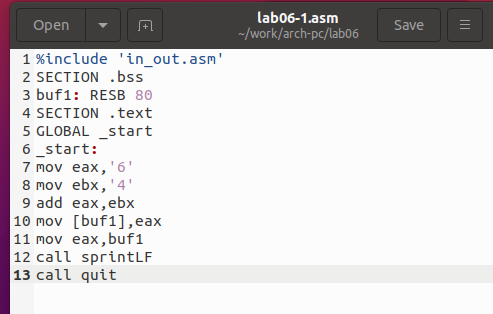 Open
lab06-1.asm
~/work/arch-pc/lab06
Save
1 %include 'in_out.asm'
2 SECTION .bss
3 buf1: RESB 80
4 SECTION .text
5 GLOBAL _start
6 _start:
7 mov eax,'6'
8 mov ebx,'4'
9 add eax,ebx
10 mov [buf1],eax
11 mov eax,buf1
12 call sprintLF
13 call quit